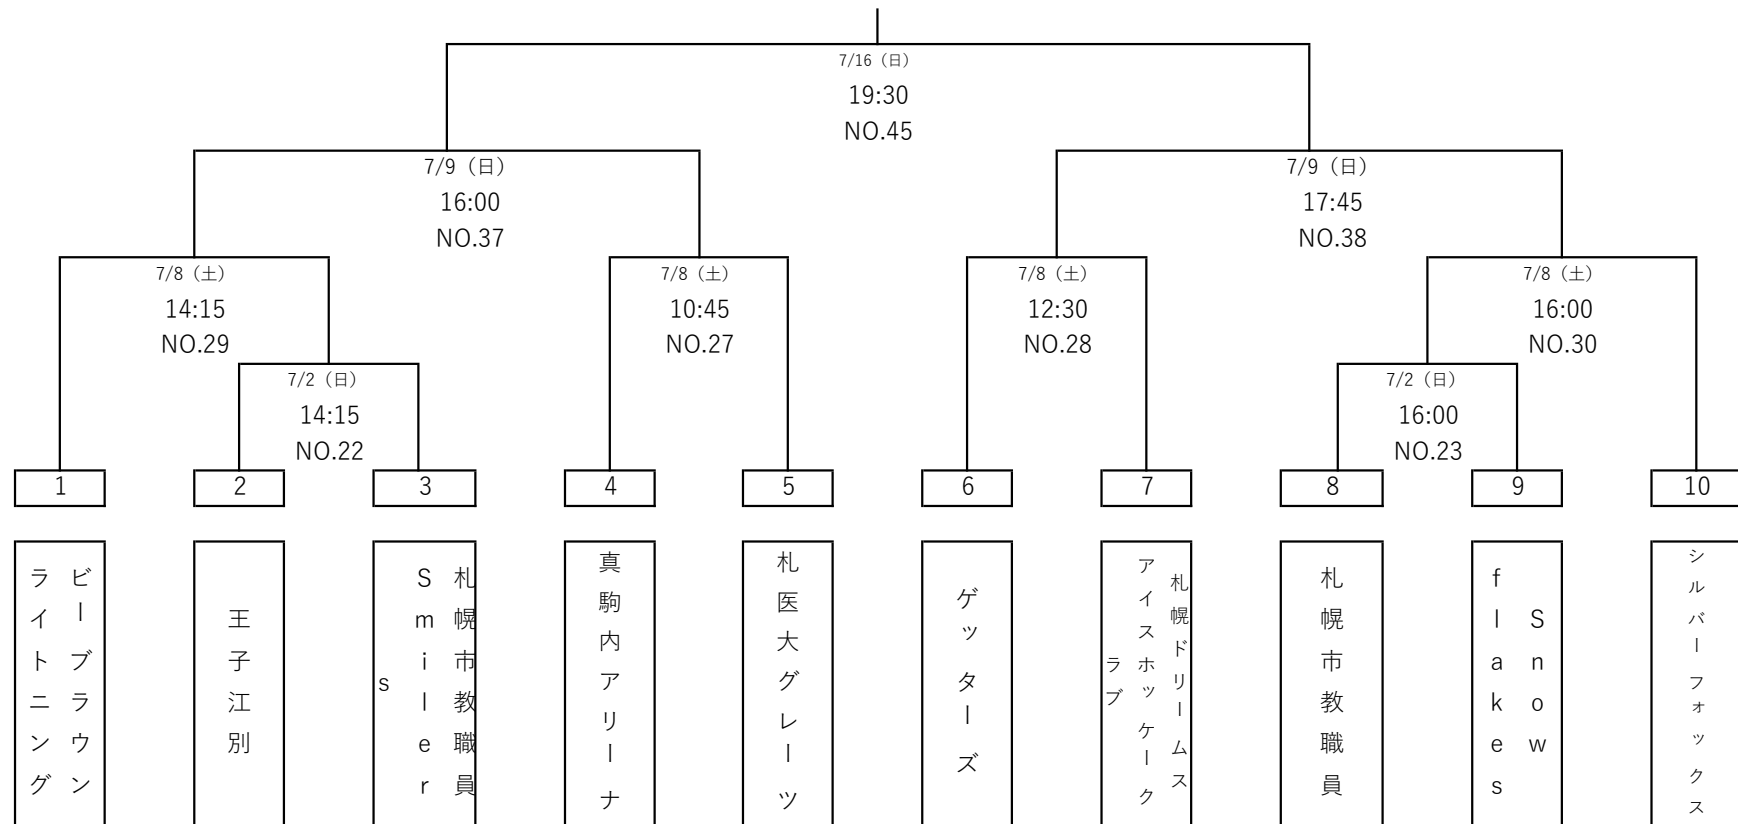 7/16（日）
19:30
NO.45
7/9（日）
16:00
NO.37
7/9（日）
17:45
NO.38
7/8（土）
14:15
NO.29
7/8（土）
10:45
NO.27
7/8（土）
12:30
NO.28
7/8（土）
16:00
NO.30
7/2（日）
14:15
NO.22
7/2（日）
16:00
NO.23
1
2
3
4
5
6
7
8
9
10
ビーブラウン
ライトニング
王子江別
札幌市教職員
Smiler
s
真駒内アリーナ
札医大グレーツ
ゲッターズ
札幌ドリームス
アイスホッケーク
ラブ
札幌市教職員
Snow
flakes
シルバーフォックス